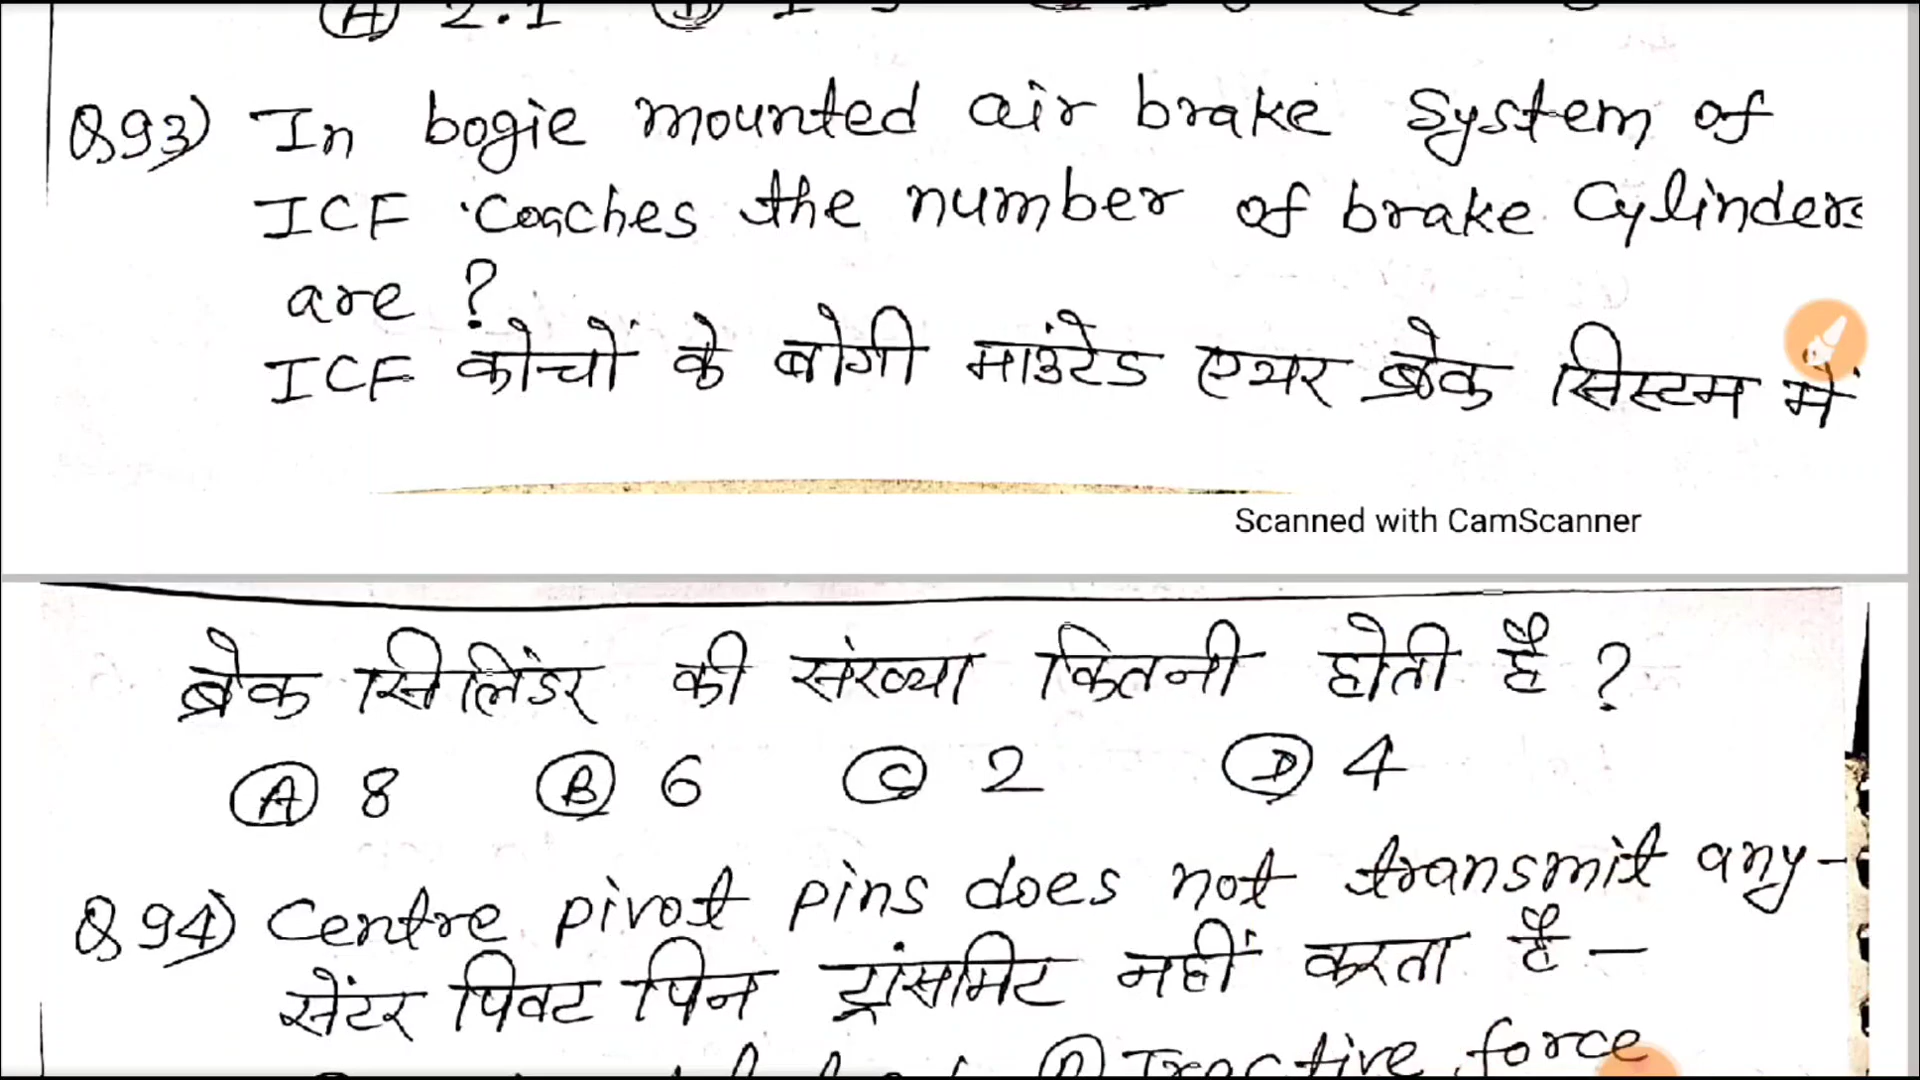 (A) 2.1
Q93) In bogie mounted air brake System of
ICF Coaches the number of brake Cylinders
are ?
ICF कोचों के बोगी माउंटेड एयर ब्रेक सिस्टम में
Scanned with CamScanner
ब्रेक सिलिंडर की संख्या कितनी होती है ?
(A) 8 (B) 6 (C) 2 (D) 4
Q94) Centre pivot pins does not transmit any-
सेंटर पिवट पिन ट्रांसमिट नहीं करता है -
Tractive force